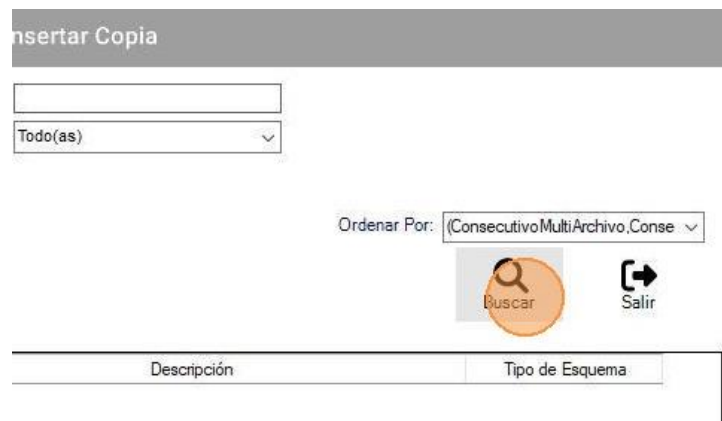 nsertar Copia
Todo(as)
Ordenar Por: (ConsecutivoMultiArchivo,Conse
Buscar Salir
Descripción Tipo de Esquema